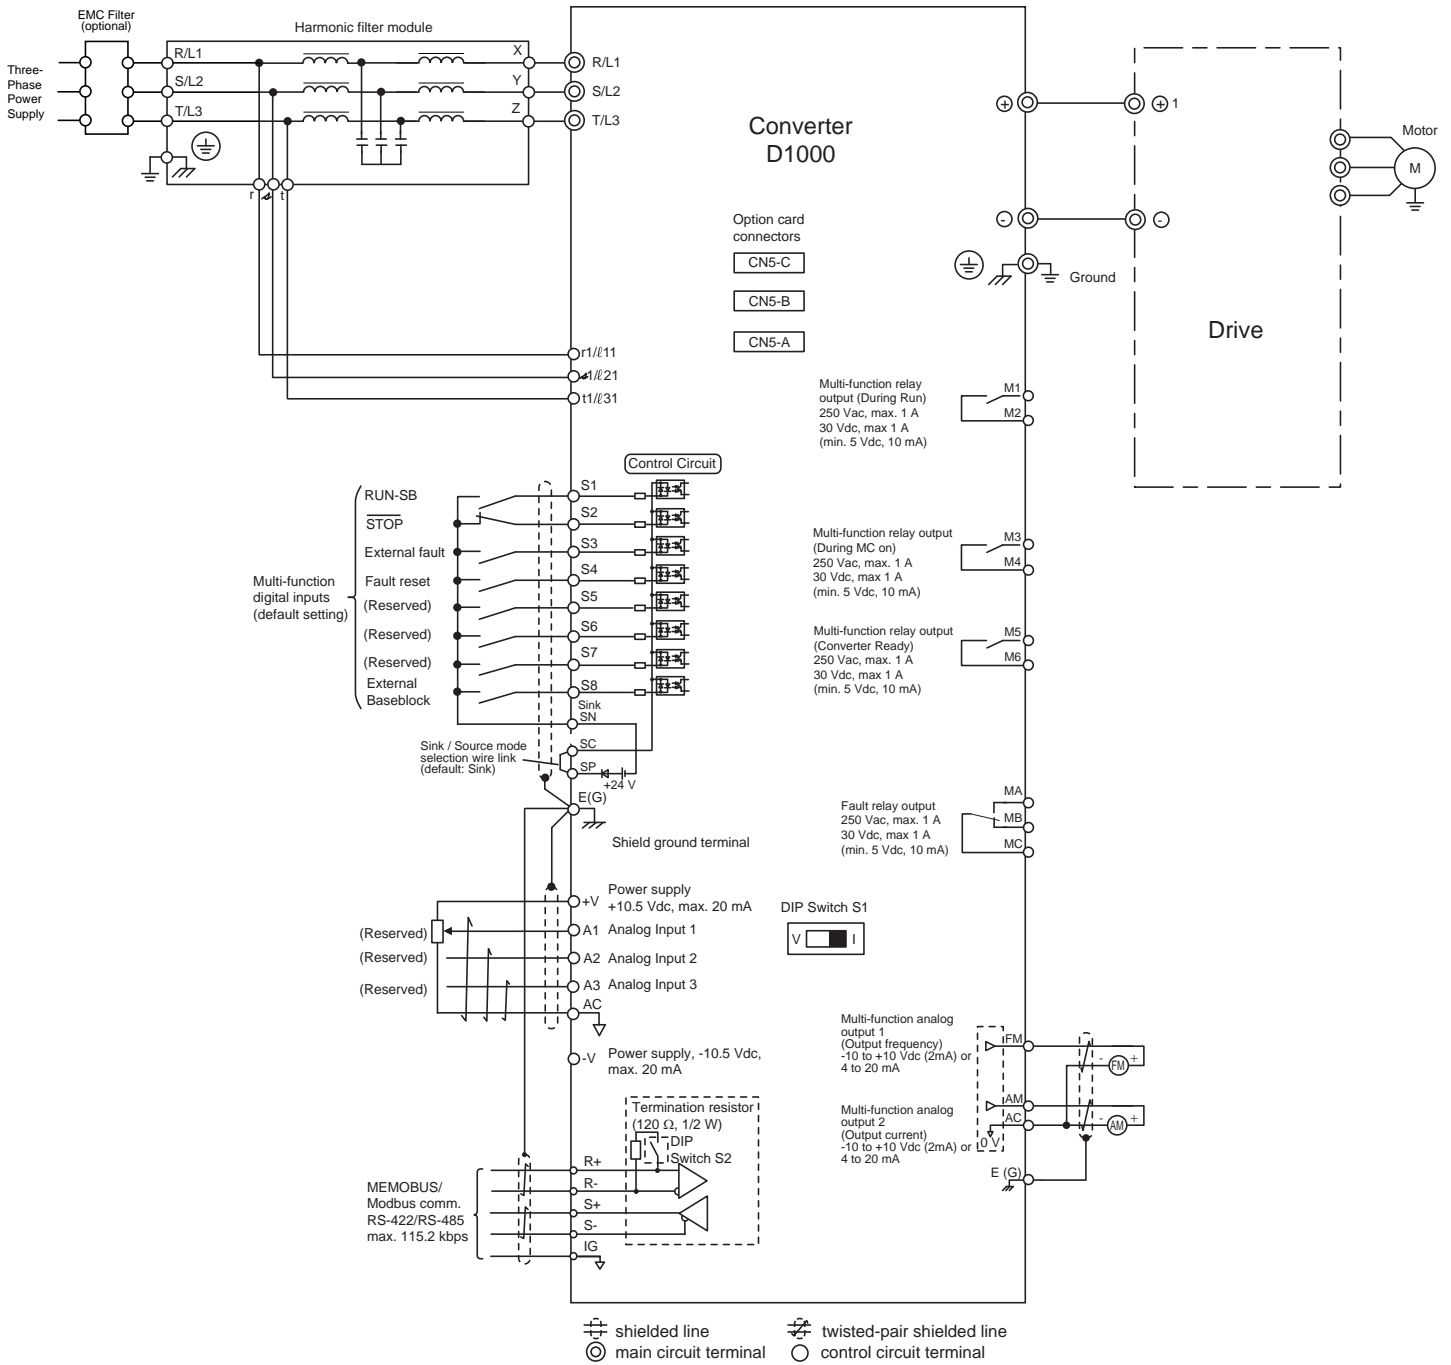 EMC Filter
(optional)
Harmonic filter module
Three-
Phase
Power
Supply
R/L1
S/L2
T/L3
X
Y
Z
R/L1
S/L2
T/L3
r
t
Converter
D1000
Option card
connectors
CN5-C
CN5-B
CN5-A
+
-
Ground
+ 1
-
Drive
Motor
M
r1/ℓ11
1/ℓ21
t1/ℓ31
Multi-function relay
output (During Run)
250 Vac, max. 1 A
30 Vdc, max 1 A
(min. 5 Vdc, 10 mA)
M1
M2
Control Circuit
Multi-function
digital inputs
(default setting)
RUN-SB
STOP
External fault
Fault reset
(Reserved)
(Reserved)
(Reserved)
External
Baseblock
S1
S2
S3
S4
S5
S6
S7
S8
Sink
SN
SC
SP
+24 V
E(G)
Sink / Source mode
selection wire link
(default: Sink)
Shield ground terminal
Multi-function relay output
(During MC on)
250 Vac, max. 1 A
30 Vdc, max 1 A
(min. 5 Vdc, 10 mA)
M3
M4
Multi-function relay output
(Converter Ready)
250 Vac, max. 1 A
30 Vdc, max 1 A
(min. 5 Vdc, 10 mA)
M5
M6
Fault relay output
250 Vac, max. 1 A
30 Vdc, max 1 A
(min. 5 Vdc, 10 mA)
MA
MB
MC
+V
Power supply
+10.5 Vdc, max. 20 mA
(Reserved)
A1 Analog Input 1
(Reserved)
A2 Analog Input 2
(Reserved)
A3 Analog Input 3
AC
-V
Power supply, -10.5 Vdc,
max. 20 mA
DIP Switch S1
V I
Multi-function analog
output 1
(Output frequency)
-10 to +10 Vdc (2mA) or
4 to 20 mA
FM
- FM +
Multi-function analog
output 2
(Output current)
-10 to +10 Vdc (2mA) or
4 to 20 mA
AM
AC
0 V
- AM +
E (G)
Termination resistor
(120 Ω, 1/2 W)
DIP
Switch S2
MEMOBUS/
Modbus comm.
RS-422/RS-485
max. 115.2 kbps
R+
R-
S+
S-
IG
shielded line
twisted-pair shielded line
main circuit terminal
control circuit terminal